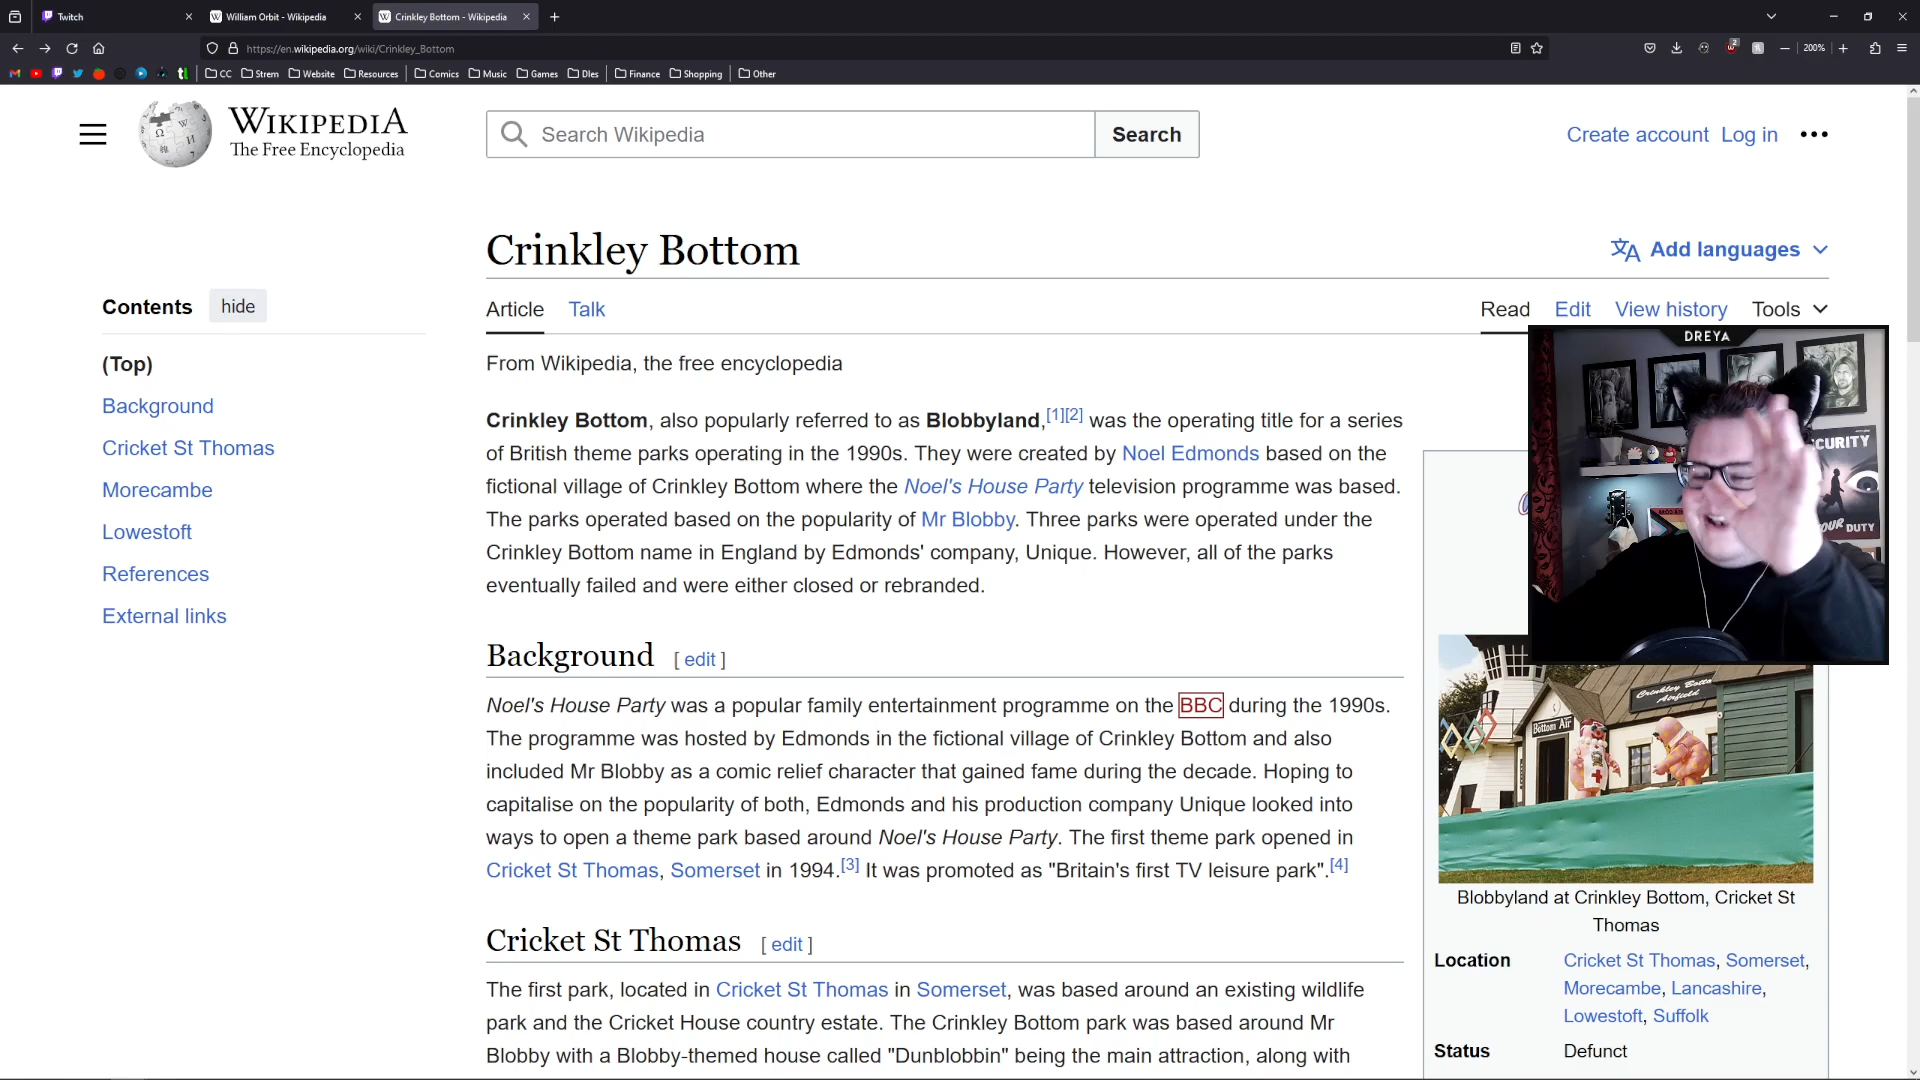 Twitch
William Orbit - Wikipedia
Crinkley Bottom - Wikipedia
https://en.wikipedia.org/wiki/Crinkley_Bottom
200%
CC Strem Website Resources Comics Music Games Dles Finance Shopping Other
WIKIPEDIA
The Free Encyclopedia
Search Wikipedia
Search
Create account Log in
Crinkley Bottom
Add languages
Contents hide
Article Talk
Read Edit View history Tools
(Top)
Background
Cricket St Thomas
Morecambe
Lowestoft
References
External links
From Wikipedia, the free encyclopedia
Crinkley Bottom, also popularly referred to as Blobbyland,[1][2] was the operating title for a series
of British theme parks operating in the 1990s. They were created by Noel Edmonds based on the
fictional village of Crinkley Bottom where the Noel's House Party television programme was based.
The parks operated based on the popularity of Mr Blobby. Three parks were operated under the
Crinkley Bottom name in England by Edmonds' company, Unique. However, all of the parks
eventually failed and were either closed or rebranded.
Background [ edit ]
Noel's House Party was a popular family entertainment programme on the BBC during the 1990s.
The programme was hosted by Edmonds in the fictional village of Crinkley Bottom and also
included Mr Blobby as a comic relief character that gained fame during the decade. Hoping to
capitalise on the popularity of both, Edmonds and his production company Unique looked into
ways to open a theme park based around Noel's House Party. The first theme park opened in
Cricket St Thomas, Somerset in 1994.[3] It was promoted as "Britain's first TV leisure park".[4]
Cricket St Thomas [ edit ]
The first park, located in Cricket St Thomas in Somerset, was based around an existing wildlife
park and the Cricket House country estate. The Crinkley Bottom park was based around Mr
Blobby with a Blobby-themed house called "Dunblobbin" being the main attraction, along with
DREYA
CURITY
YOUR DUTY
Crinkley Botto
Airfield
Bottom Air
Blobbyland at Crinkley Bottom, Cricket St
Thomas
Location Cricket St Thomas, Somerset,
Morecambe, Lancashire,
Lowestoft, Suffolk
Status Defunct